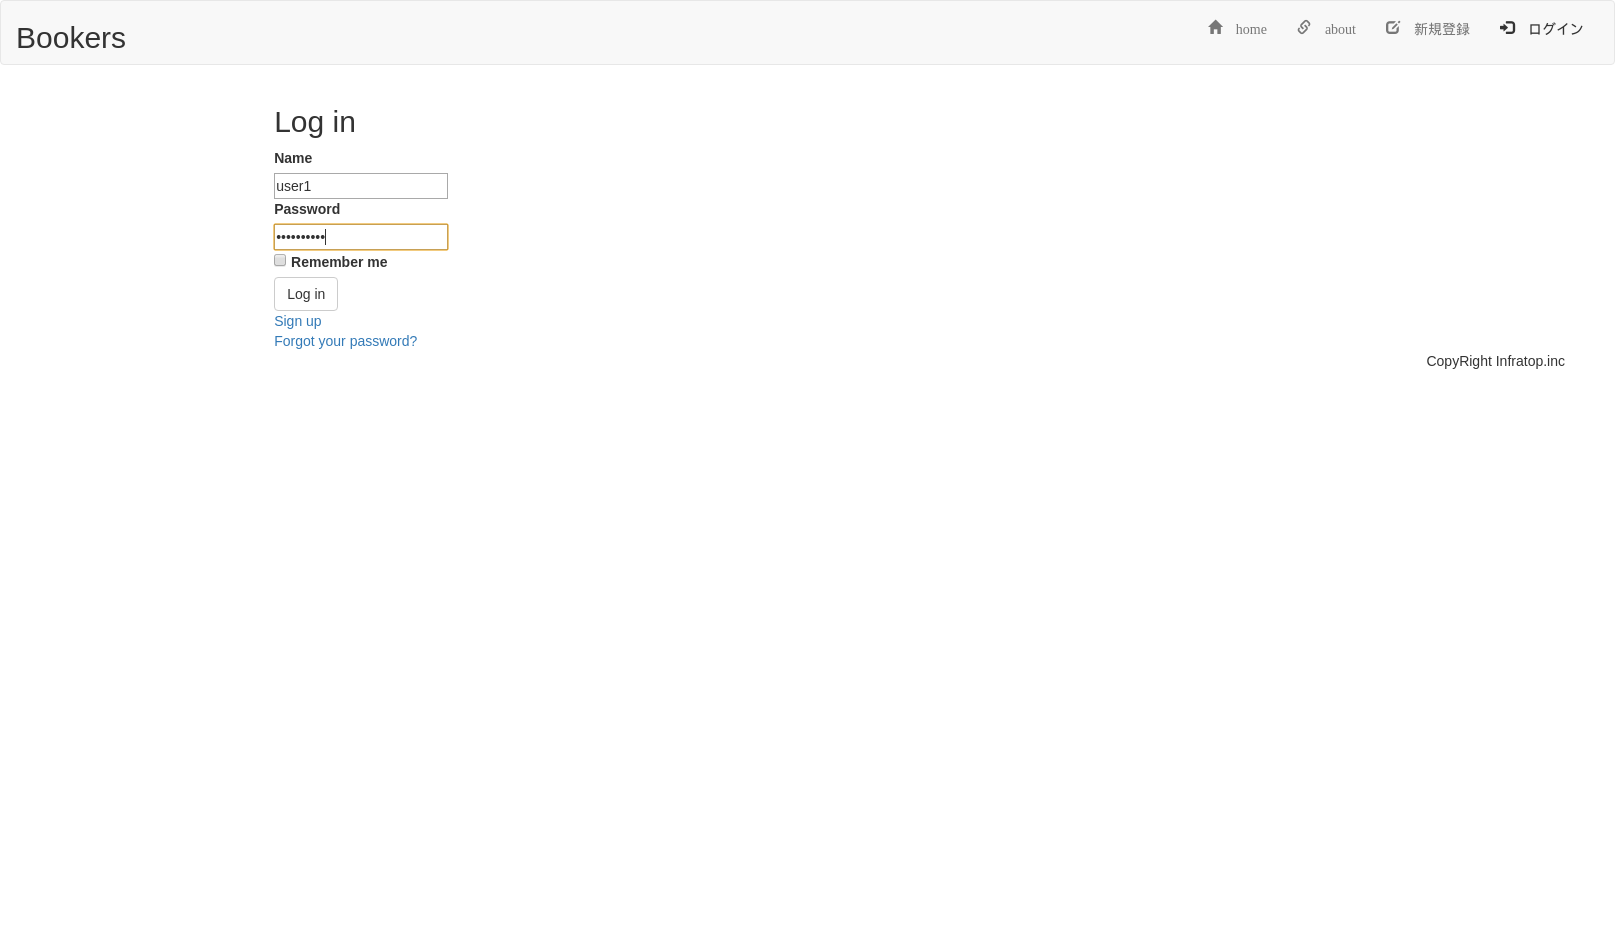 Bookers
home
about
新規登録
ログイン
Log in
Name
user1
Password
••••••••••
Remember me
Log in
Sign up
Forgot your password?
CopyRight Infratop.inc